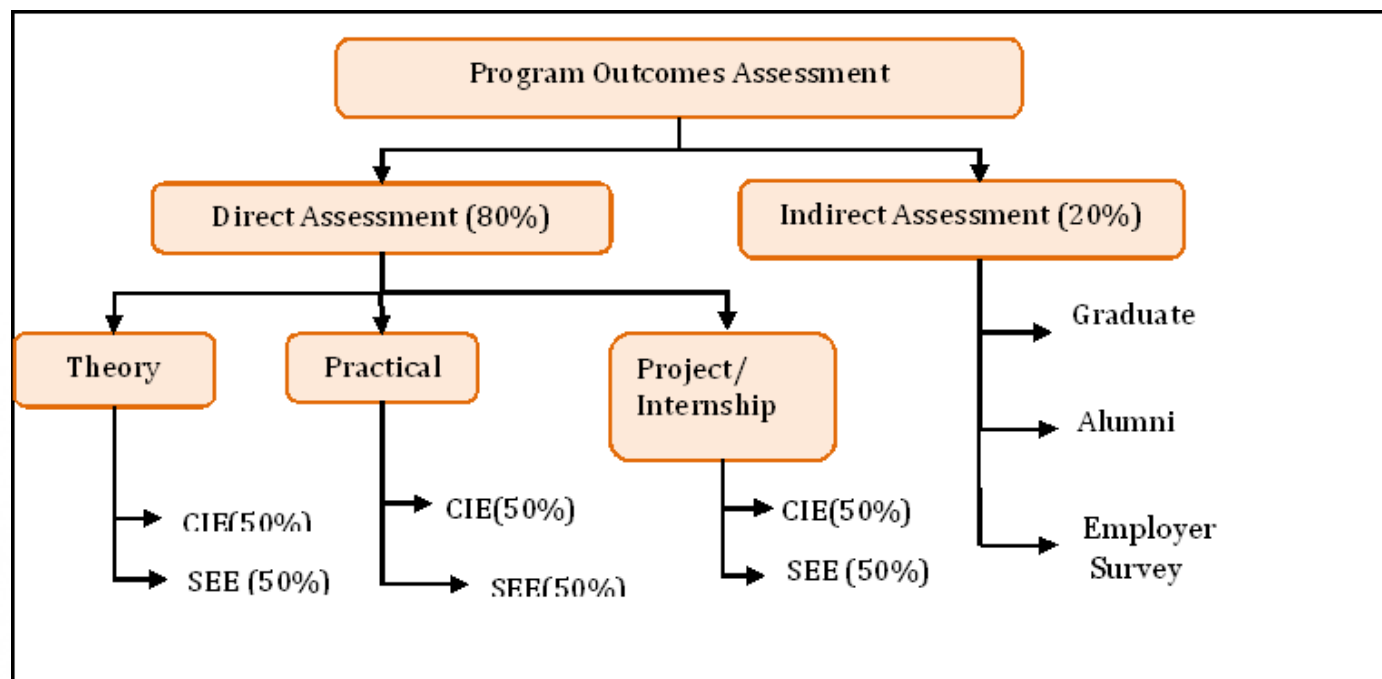 Program Outcomes Assessment
Direct Assessment (80%)
Indirect Assessment (20%)
Theory
Practical
Project/
Internship
CIE(50%)
SEE (50%)
CIE(50%)
SEE(50%)
CIE(50%)
SEE (50%)
Graduate
Alumni
Employer
Survey